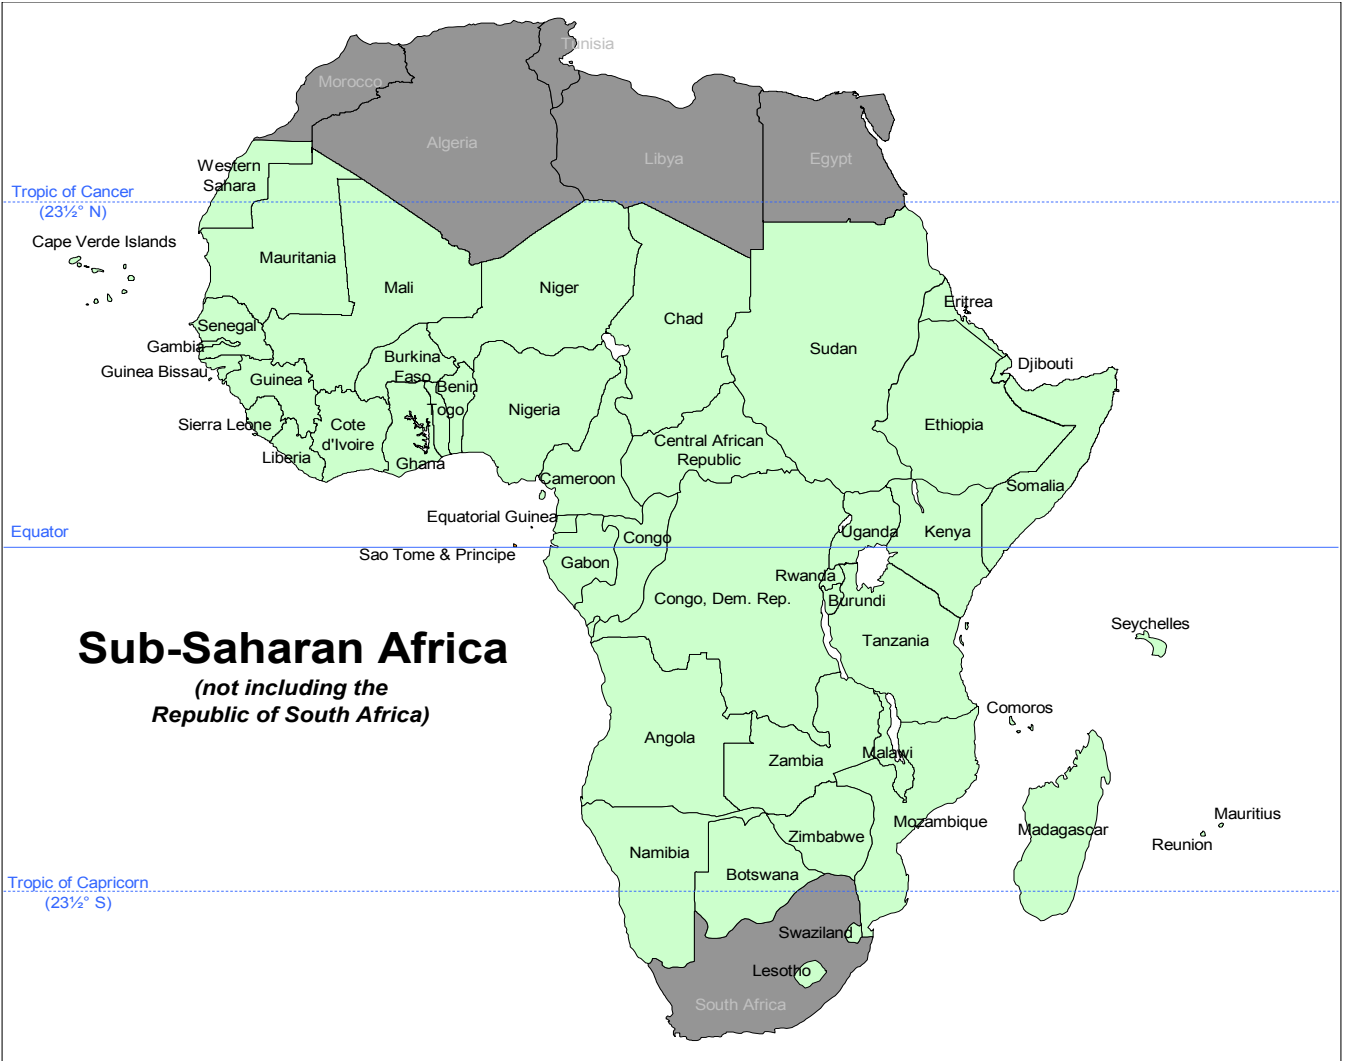 Tunisia
Morocco
Algeria
Libya
Egypt
Western
Sahara
Tropic of Cancer
(23½° N)
Cape Verde Islands
Mauritania
Mali
Niger
Chad
Sudan
Eritrea
Senegal
Gambia
Guinea Bissau
Guinea
Burkina
Faso
Benin
Togo
Nigeria
Djibouti
Ethiopia
Sierra Leone
Cote
d'Ivoire
Liberia
Ghana
Central African
Republic
Cameroon
Somalia
Equatorial Guinea
Equator
Congo
Uganda
Kenya
Sao Tome & Principe
Gabon
Rwanda
Congo, Dem. Rep.
Burundi
Tanzania
Seychelles
Sub-Saharan Africa
(not including the
Republic of South Africa)
Comoros
Angola
Zambia
Malawi
Mozambique
Madagascar
Mauritius
Reunion
Zimbabwe
Namibia
Botswana
Tropic of Capricorn
(23½° S)
Swaziland
Lesotho
South Africa